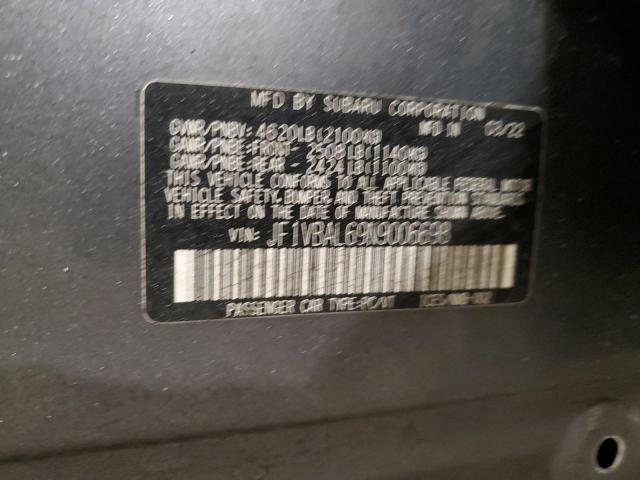 MFD BY SUBARU CORPORATION
GVWR/PNBV: 4620LB(2100KG) MFD IN 03/22
GAWR/PNBE:FRONT- 2508LB(1140KG)
GAWR/PNBE:REAR - 2424LB(1100KG)
THIS VEHICLE CONFORMS TO ALL APPLICABLE FEDERAL MOTOR
VEHICLE SAFETY, BUMPER, AND THEFT PREVENTION STANDARDS
IN EFFECT ON THE DATE OF MANUFACTURE SHOWN ABOVE.
VIN: JF1VBAL69N9006698
PASSENGER CAR TYPE:PC/VT